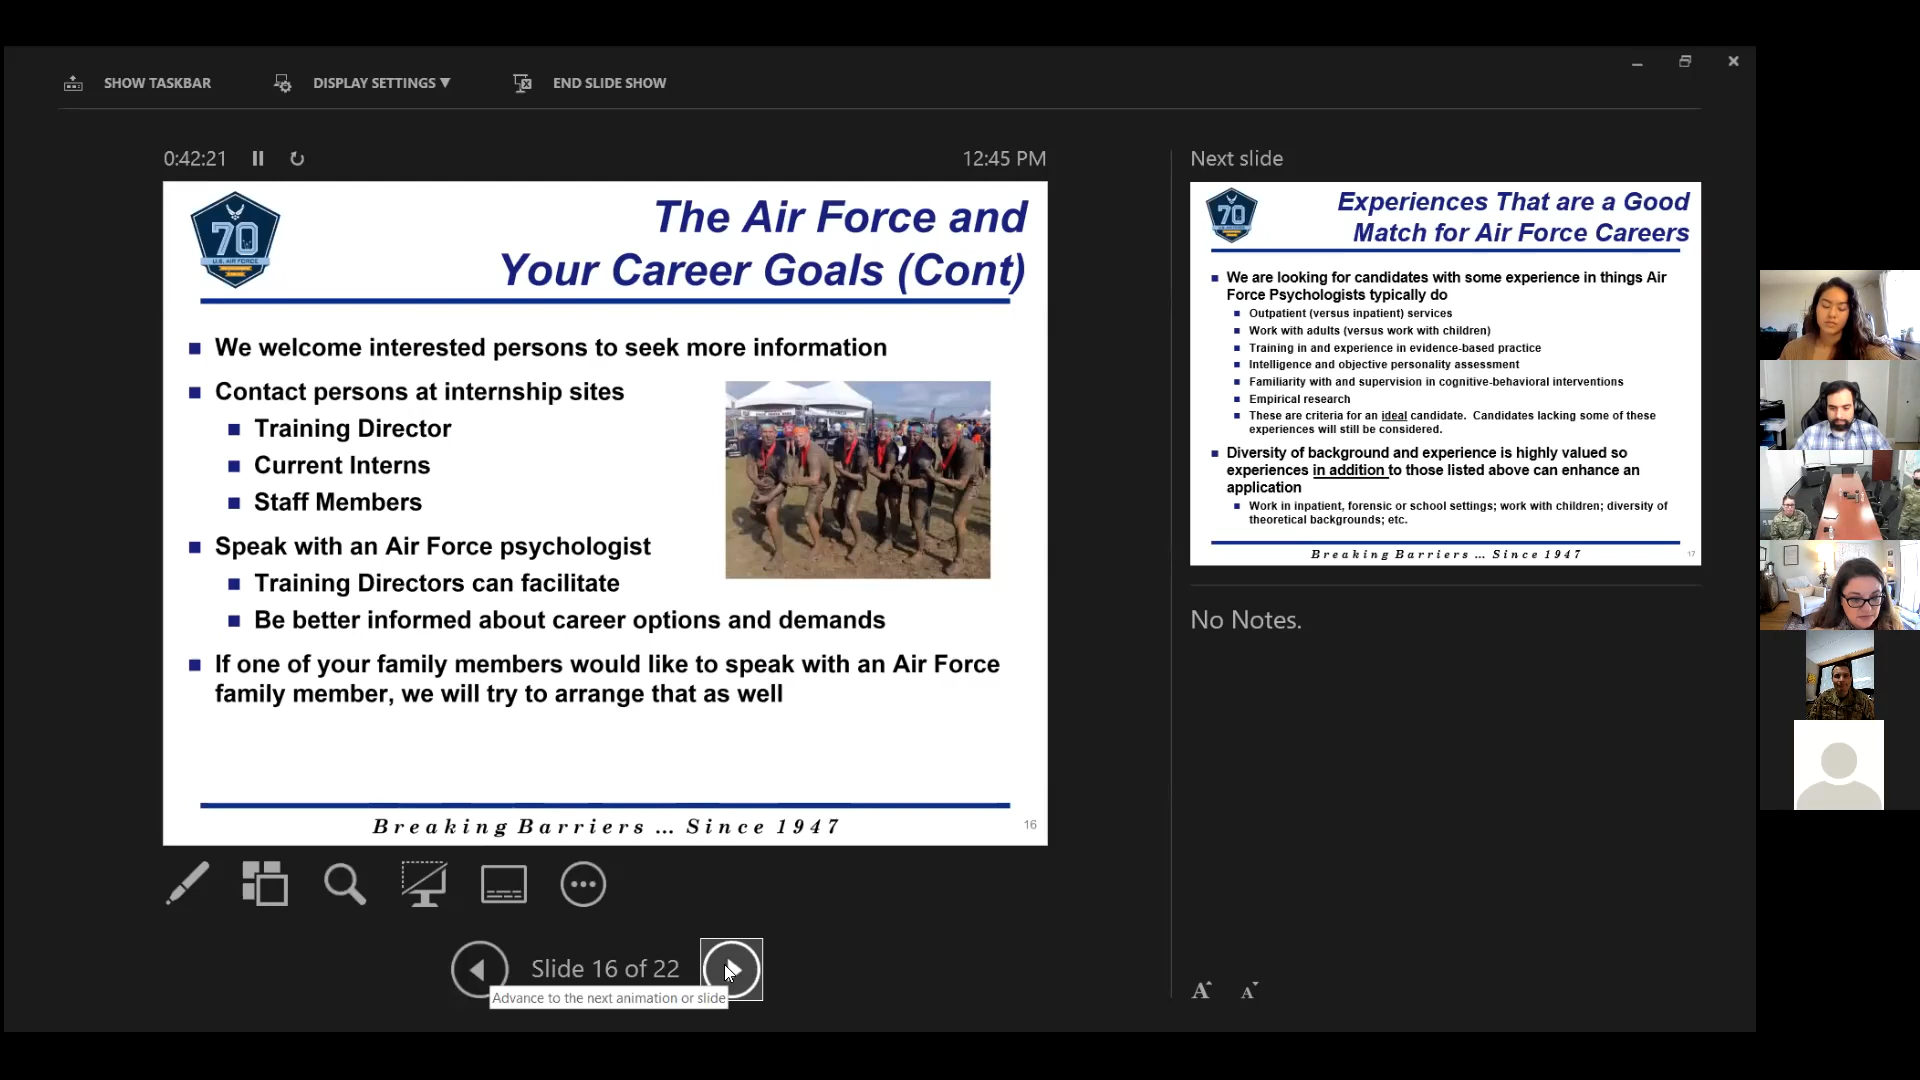 SHOW TASKBAR
DISPLAY SETTINGS ▼
END SLIDE SHOW
0:42:21
12:45 PM
70
U.S. AIR FORCE
The Air Force and
Your Career Goals (Cont)
We welcome interested persons to seek more information
Contact persons at internship sites
Training Director
Current Interns
Staff Members
Speak with an Air Force psychologist
Training Directors can facilitate
Be better informed about career options and demands
If one of your family members would like to speak with an Air Force
family member, we will try to arrange that as well
Breaking Barriers ... Since 1947
16
Slide 16 of 22
Advance to the next animation or slide
Next slide
70
Experiences That are a Good
Match for Air Force Careers
We are looking for candidates with some experience in things Air
Force Psychologists typically do
Outpatient (versus inpatient) services
Work with adults (versus work with children)
Training in and experience in evidence-based practice
Intelligence and objective personality assessment
Familiarity with and supervision in cognitive-behavioral interventions
Empirical research
These are criteria for an ideal candidate. Candidates lacking some of these
experiences will still be considered.
Diversity of background and experience is highly valued so
experiences in addition to those listed above can enhance an
application
Work in inpatient, forensic or school settings; work with children; diversity of
theoretical backgrounds; etc.
Breaking Barriers ... Since 1947
17
No Notes.
A A